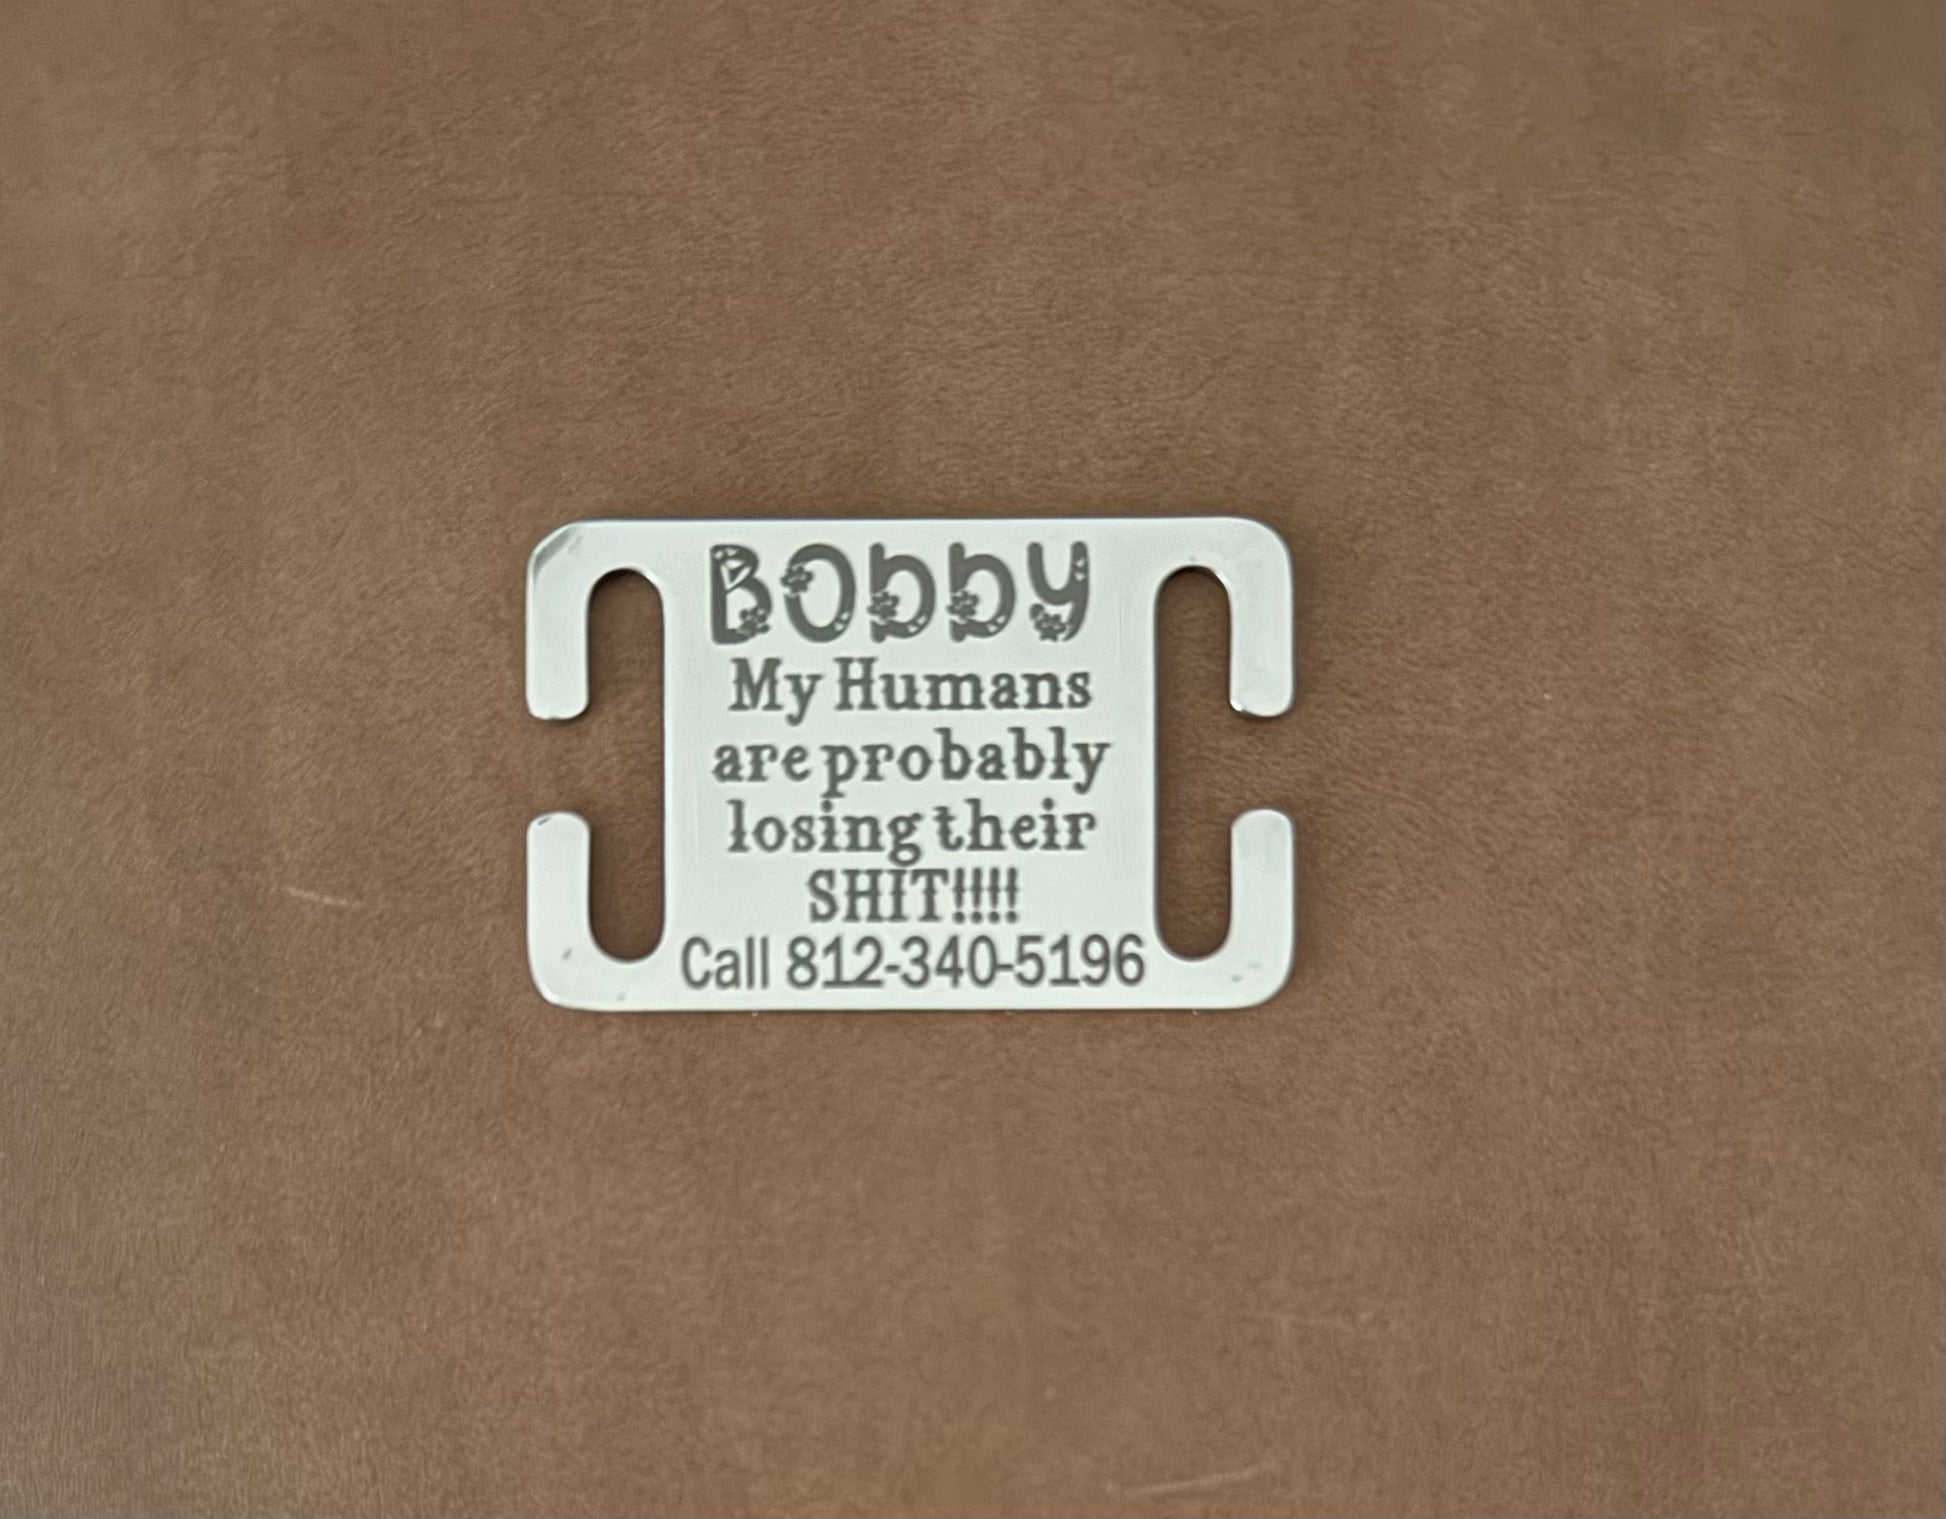 BObby
My Humans
are probably
losing their
SHIT!!!!
Call 812-340-5196